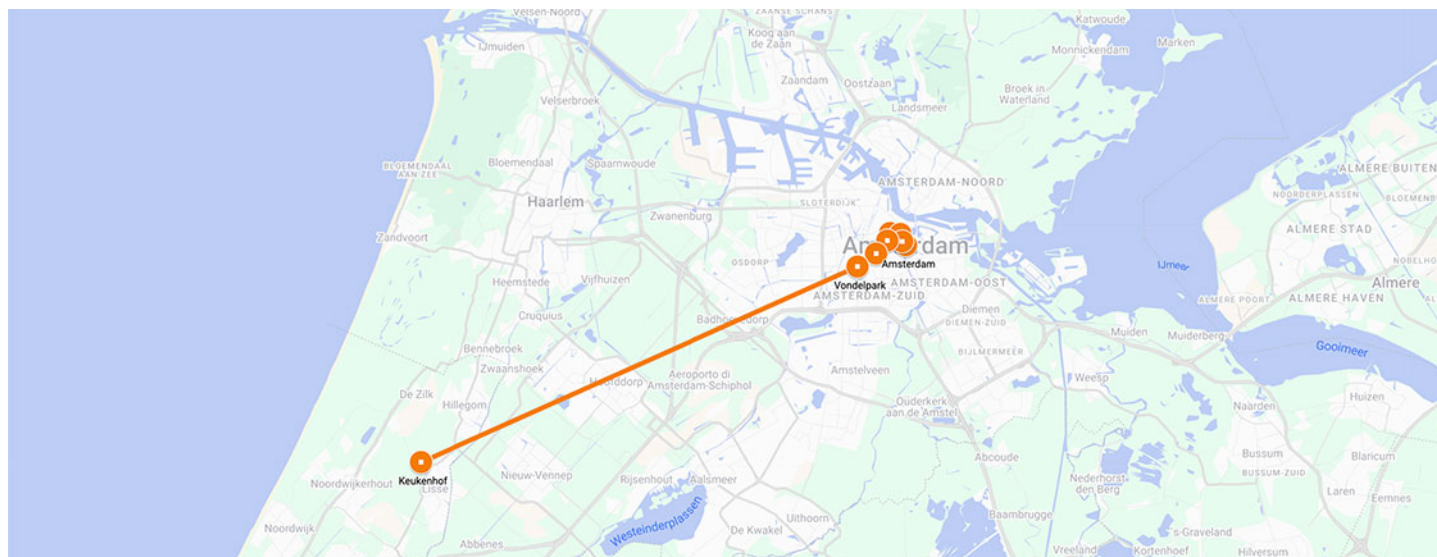 Velsen-Noord
ZAANSE SCHANS
Katwoude
IJmuiden
Koog aan
de Zaan
Monnickendam
Marken
Zaandam
Oostzaan
Velserbroek
Landsmeer
Broek in
Waterland
BLOEMENDAAL
AAN ZEE
Bloemendaal
Spaarnwoude
AMSTERDAM-NOORD
ALMERE BUITEN
Haarlem
Zwanenburg
SLOTERDIJK
NOORDERPLASSEN
Zandvoort
Amsterdam
ALMERE STAD
OSDORP
Amsterdam
IJmeer
Heemstede
Vijfhuizen
Vondelpark
AMSTERDAM-OOST
AMSTERDAM-ZUID
ALMERE POORT
ALMERE HAVEN
Almere
Cruquius
Diemen
DIEMEN-ZUID
Muiden
Muiderberg
Bennebroek
BIJLMERMEER
Gooimeer
Zwaanshoek
Aeroporto di
Amsterdam-Schiphol
Amstelveen
Weesp
De Zilk
Hillegom
Hoofddorp
Ouderkerk
aan de Amstel
Naarden
Huizen
Keukenhof
Abcoude
Bussum
Blaricum
Noordwijkerhout
Lisse
Nieuw-Vennep
Rijsenhout
Aalsmeer
Nederhorst
den Berg
BUSSUM-ZUID
Laren
Eemnes
Noordwijk
Westeinderplassen
De Kwakel
Uithoorn
Baambrugge
's-Graveland
Abbenes
Vreeland
Kortenhoef
Hilversum